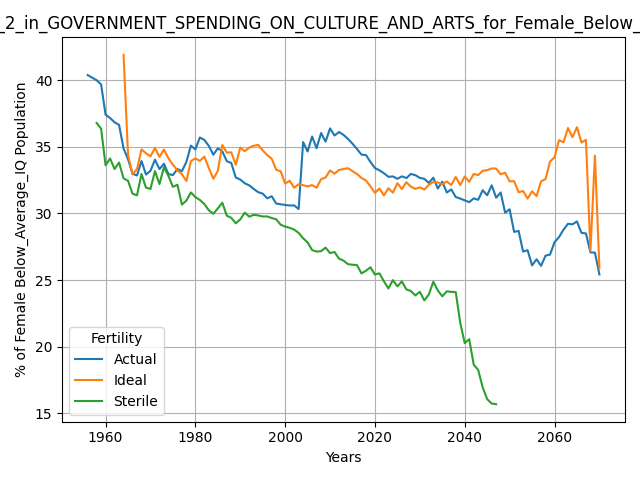 _2_in_GOVERNMENT_SPENDING_ON_CULTURE_AND_ARTS_for_Female_Below_
% of Female Below_Average_IQ Population
40
35
30
25
20
15
Fertility
Actual
Ideal
Sterile
1960 1980 2000 2020 2040 2060
Years